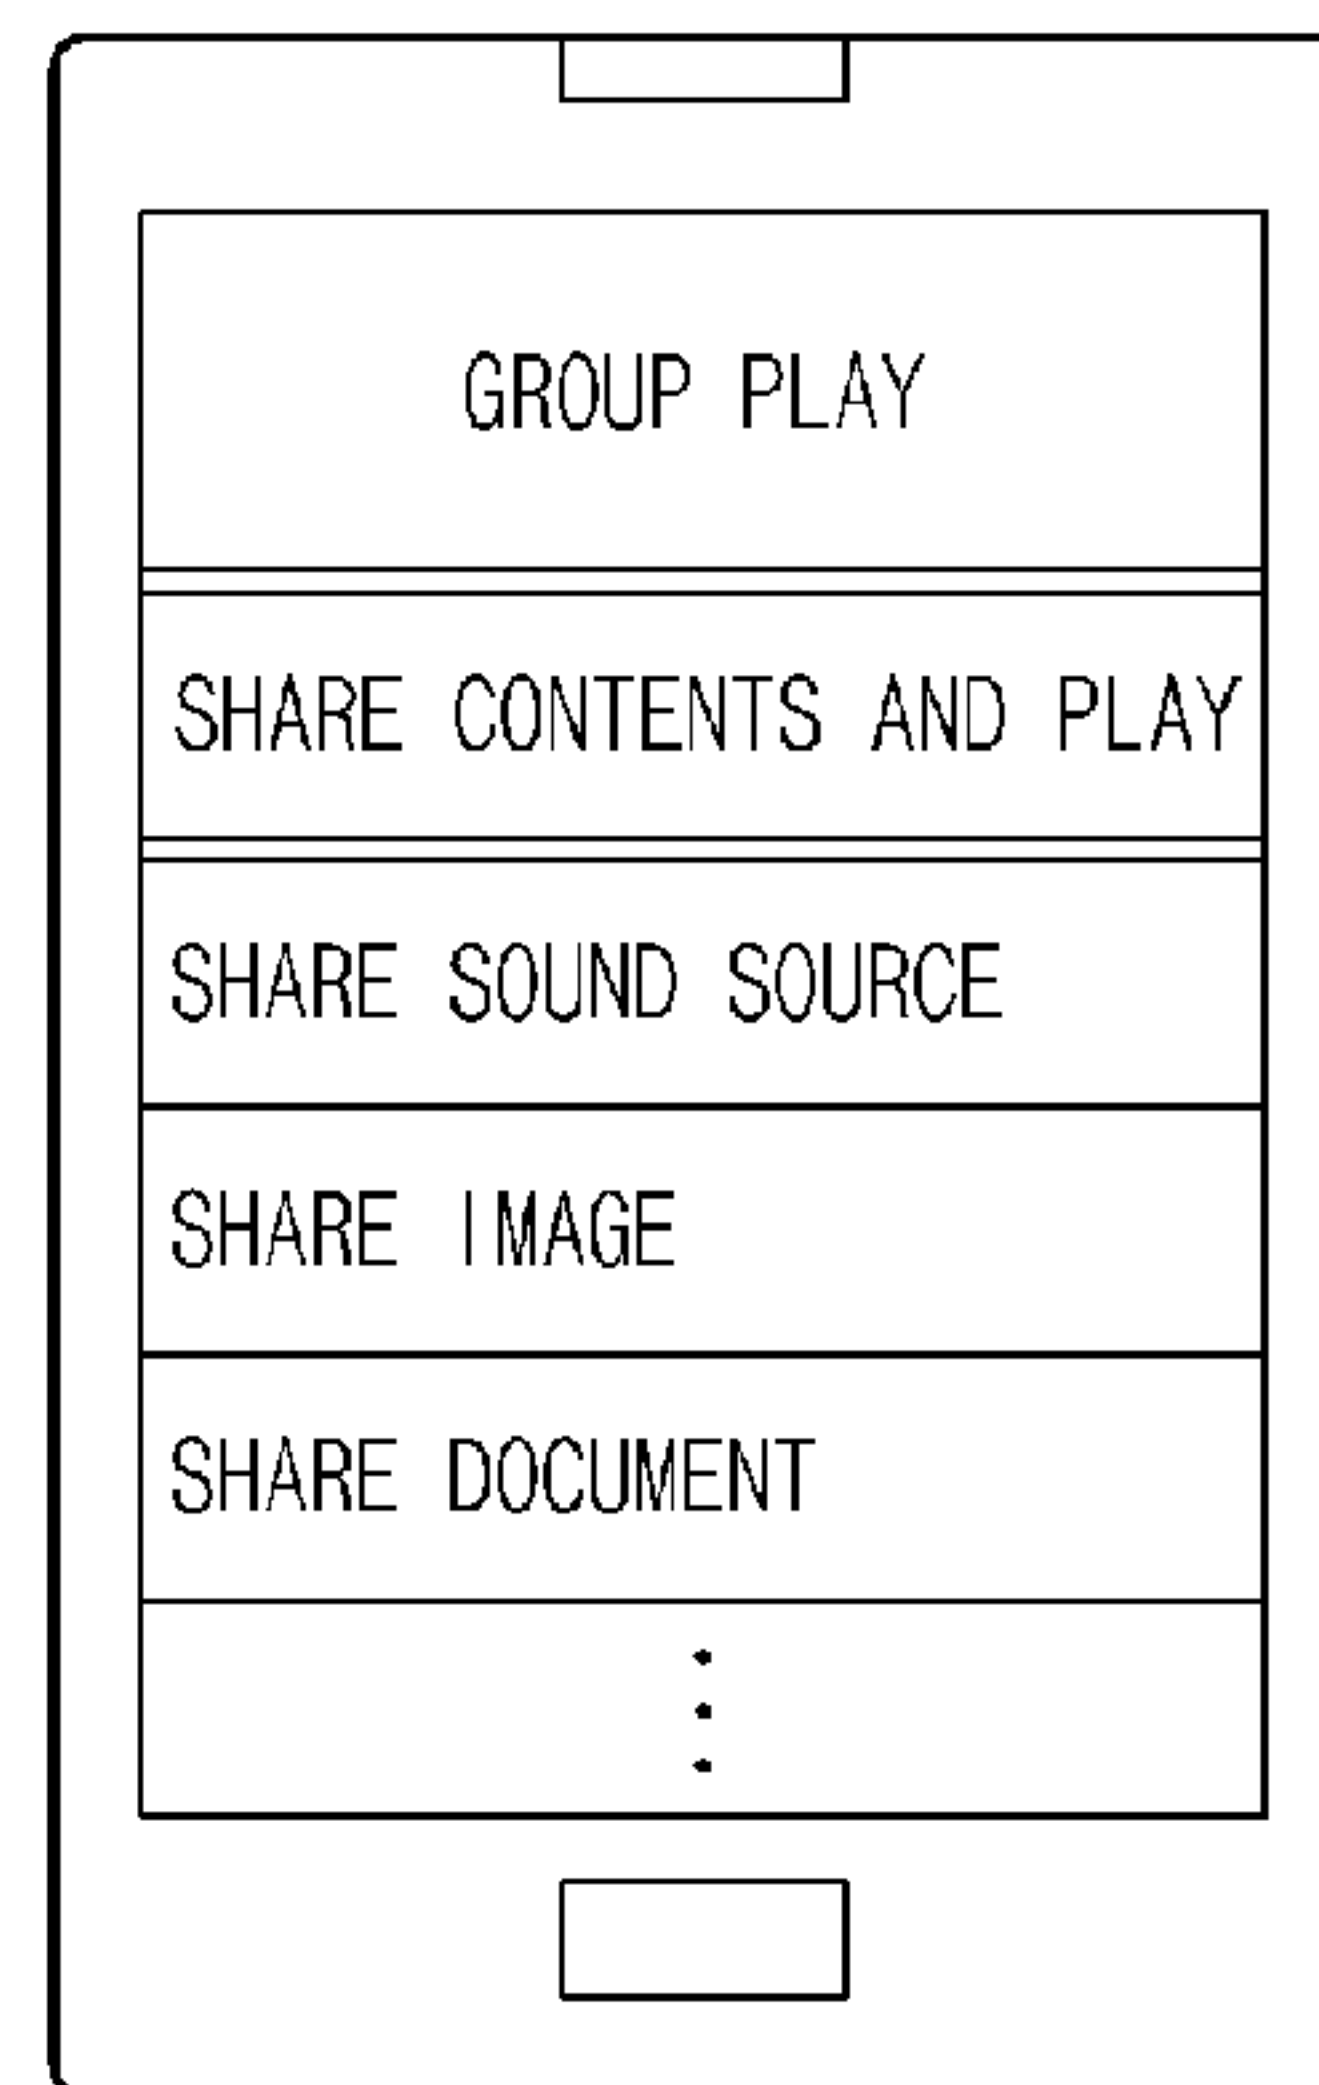 GROUP PLAY
SHARE CONTENTS AND PLAY
SHARE SOUND SOURCE
SHARE IMAGE
SHARE DOCUMENT